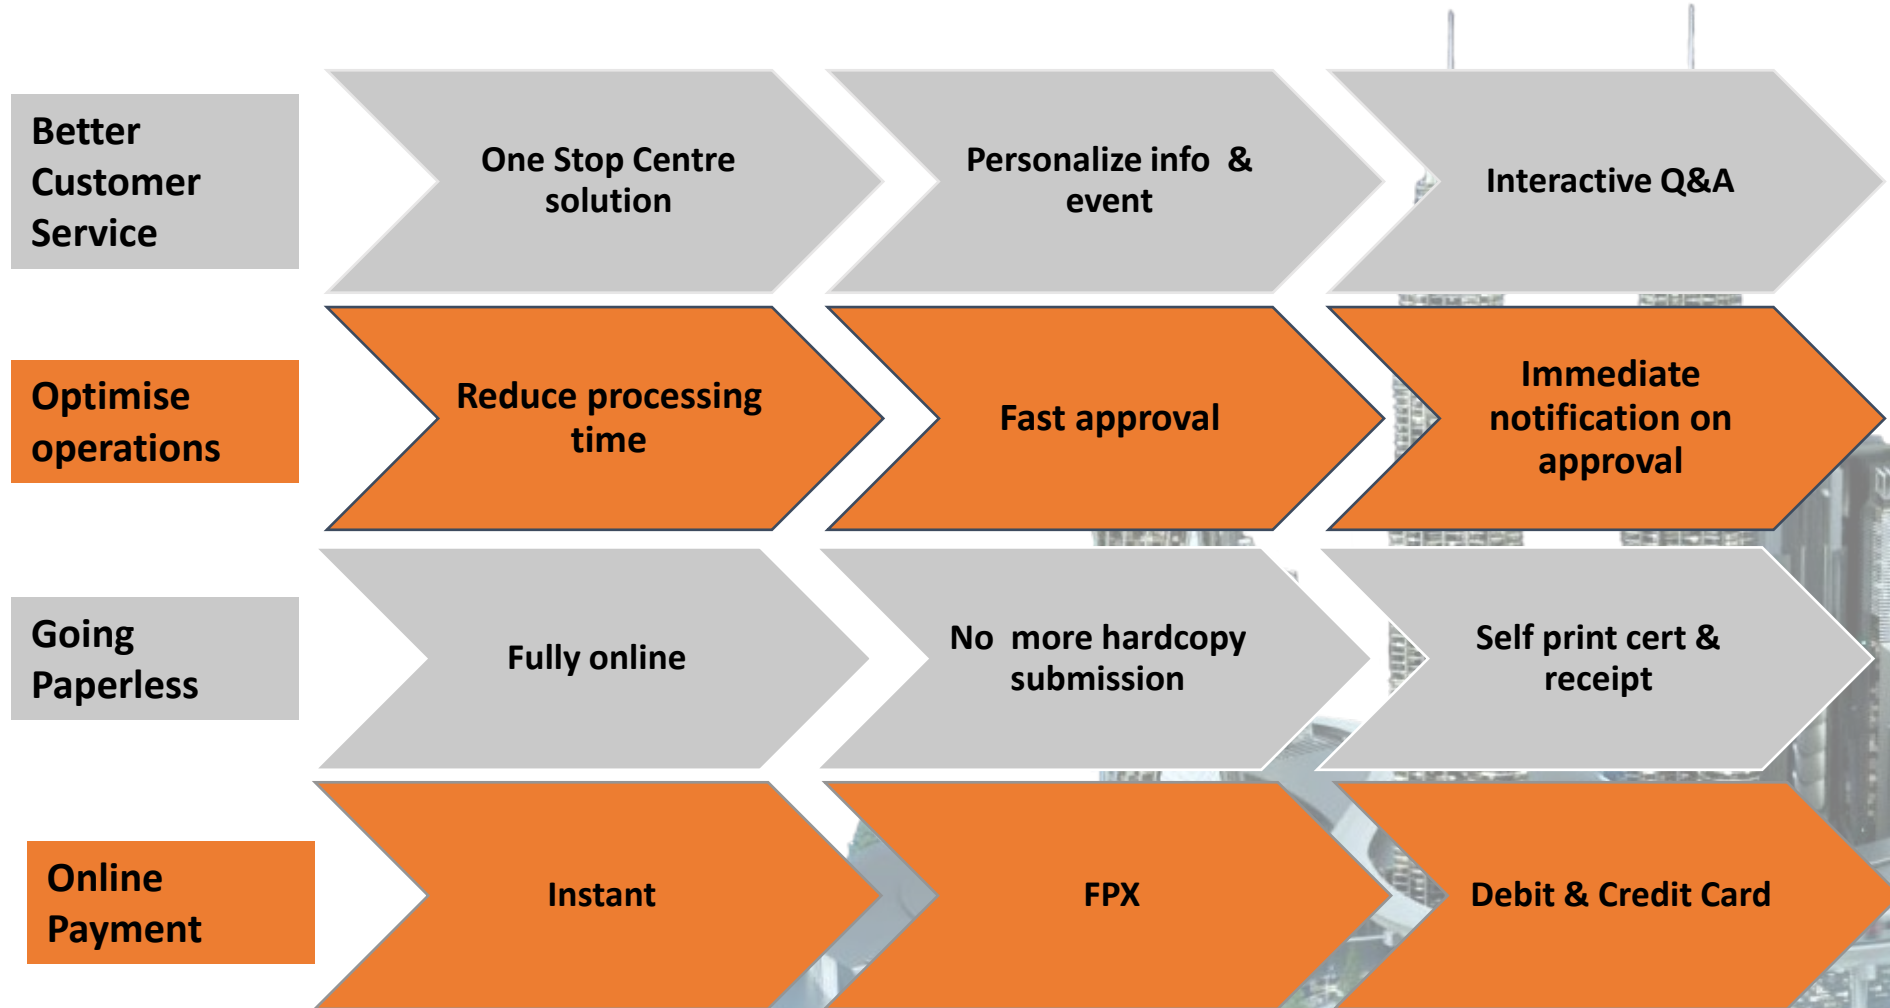 Better
Customer
Service
One Stop Centre
solution
Personalize info  &
event
Interactive Q&A
Optimise
operations
Reduce processing
time
Fast approval
Immediate
notification on
approval
Going
Paperless
Fully online
No  more hardcopy
submission
Self print cert &
receipt
Online
Payment
Instant
FPX
Debit & Credit Card